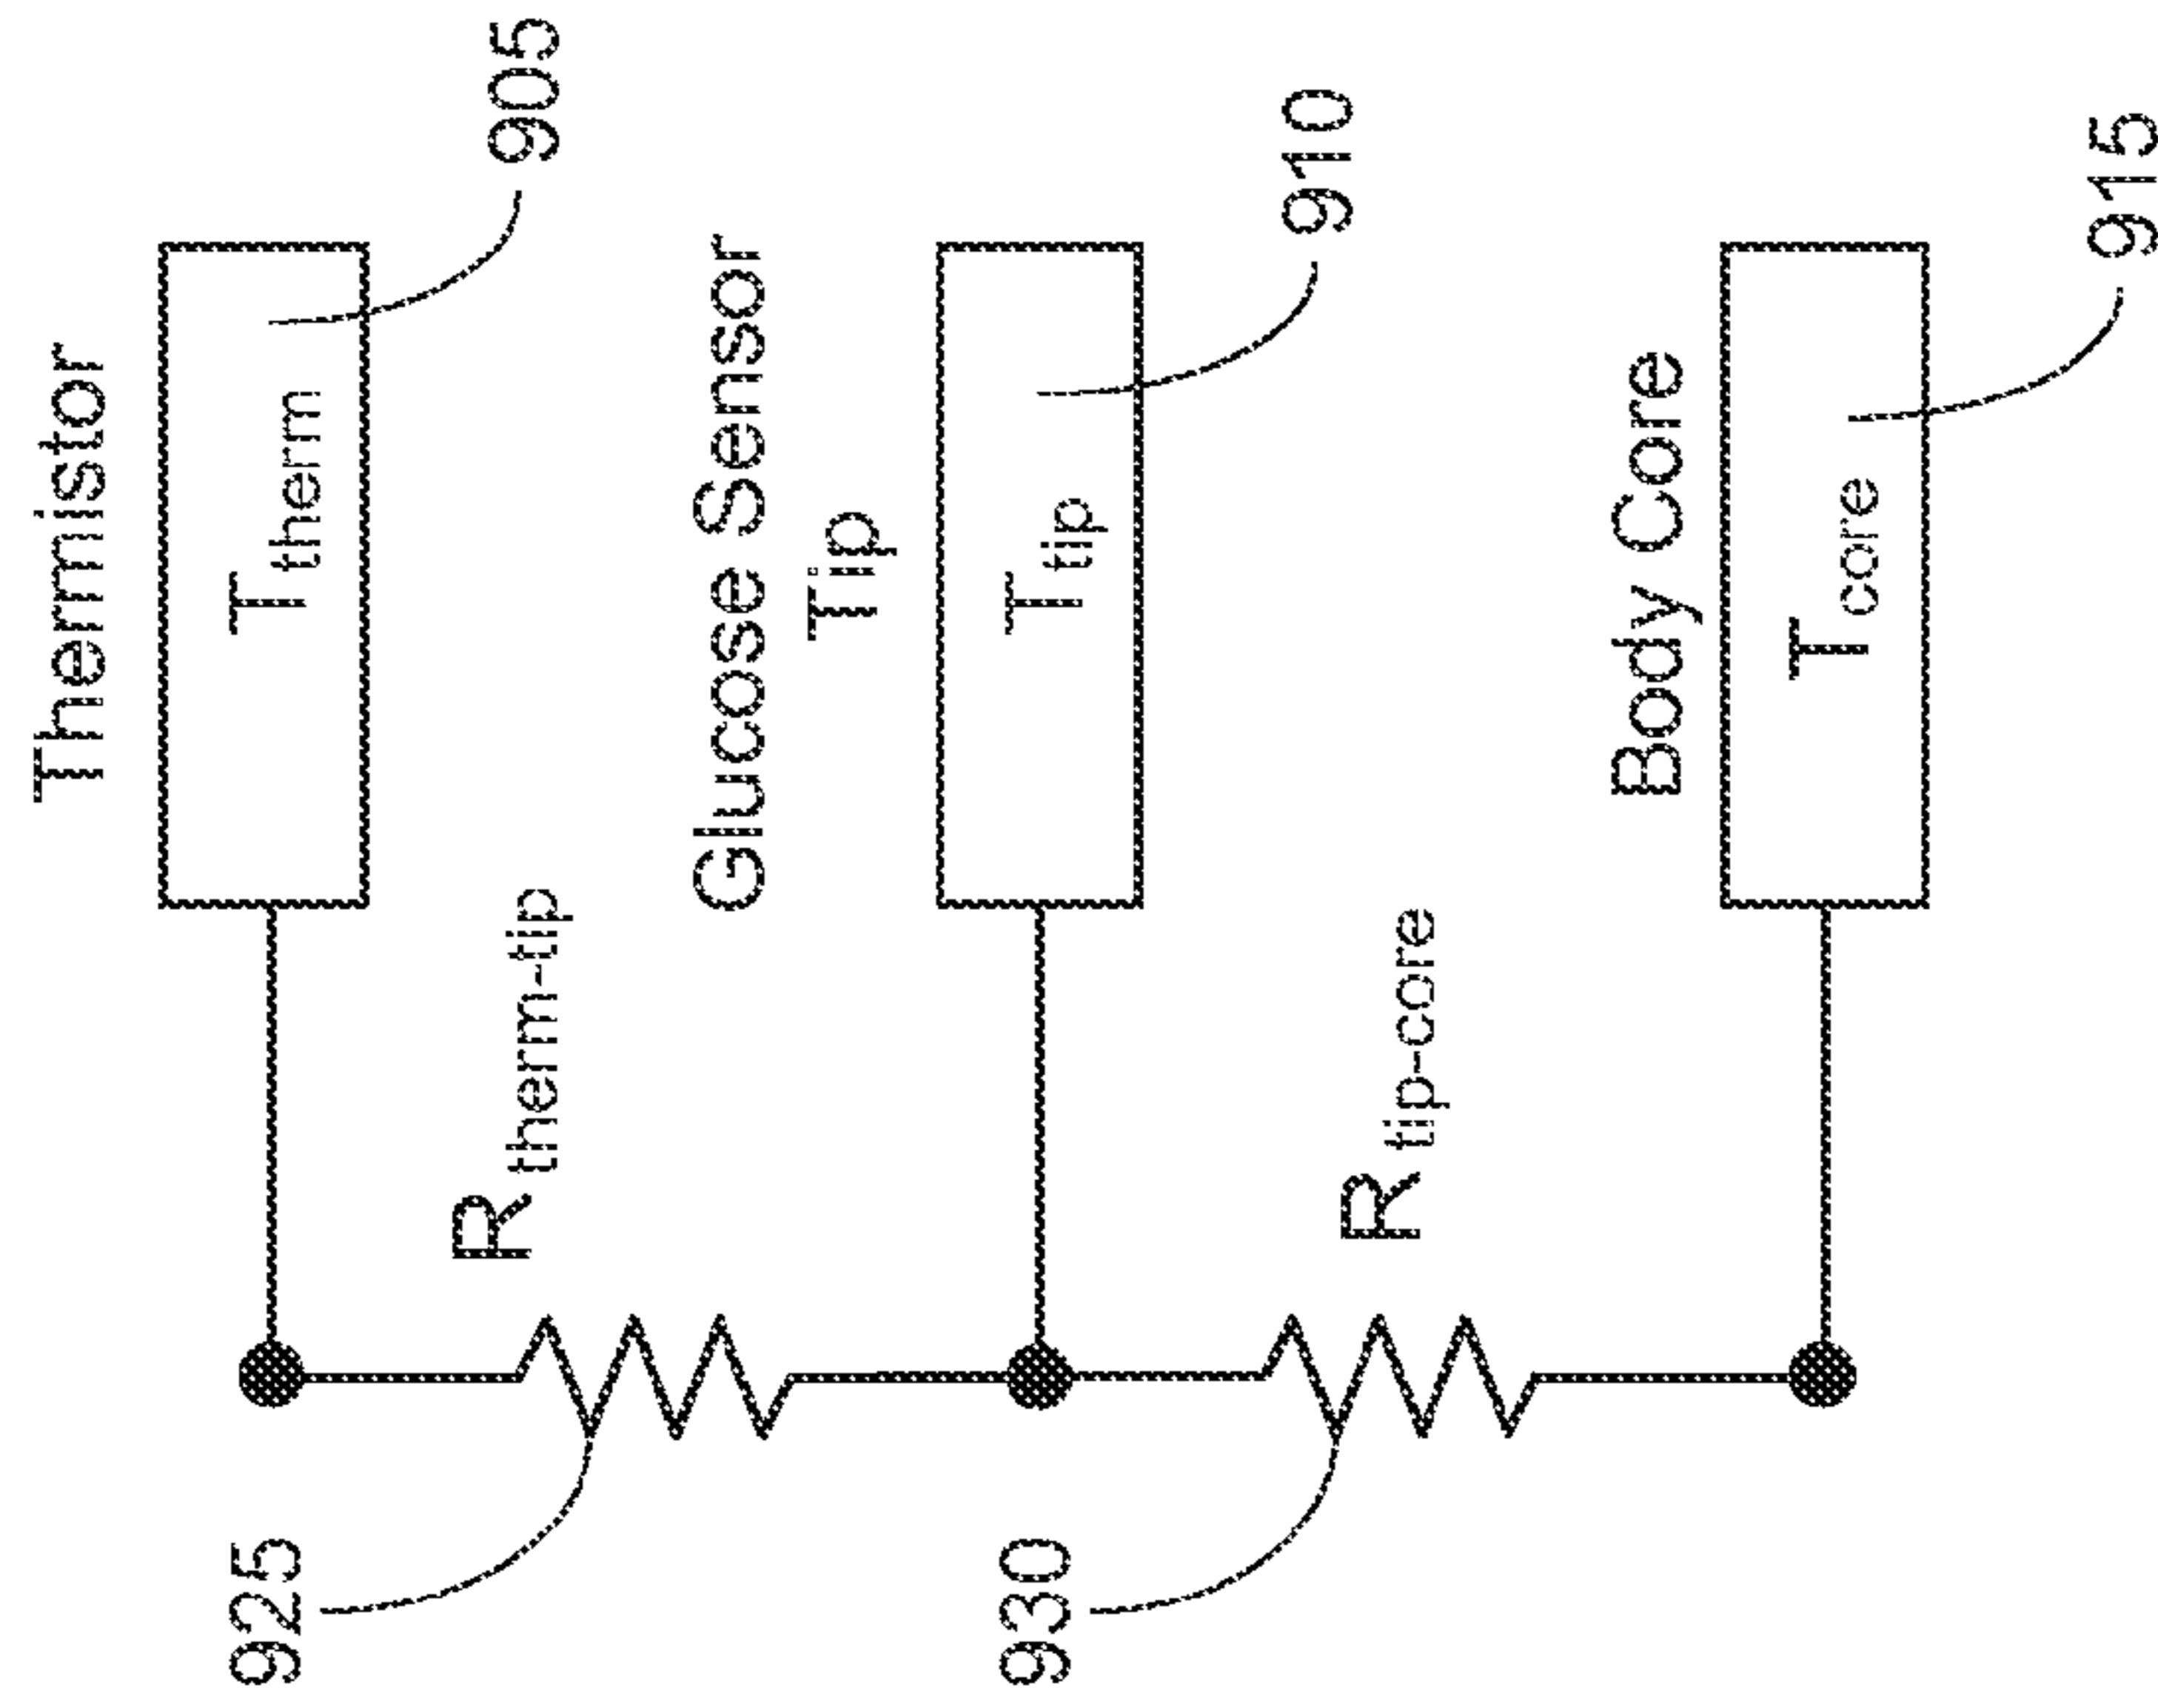 Thermistor
T therm
905
R therm-tip
925
Glucose Sensor
Tip
T tip
910
R tip-core
930
Body Core
T core
915